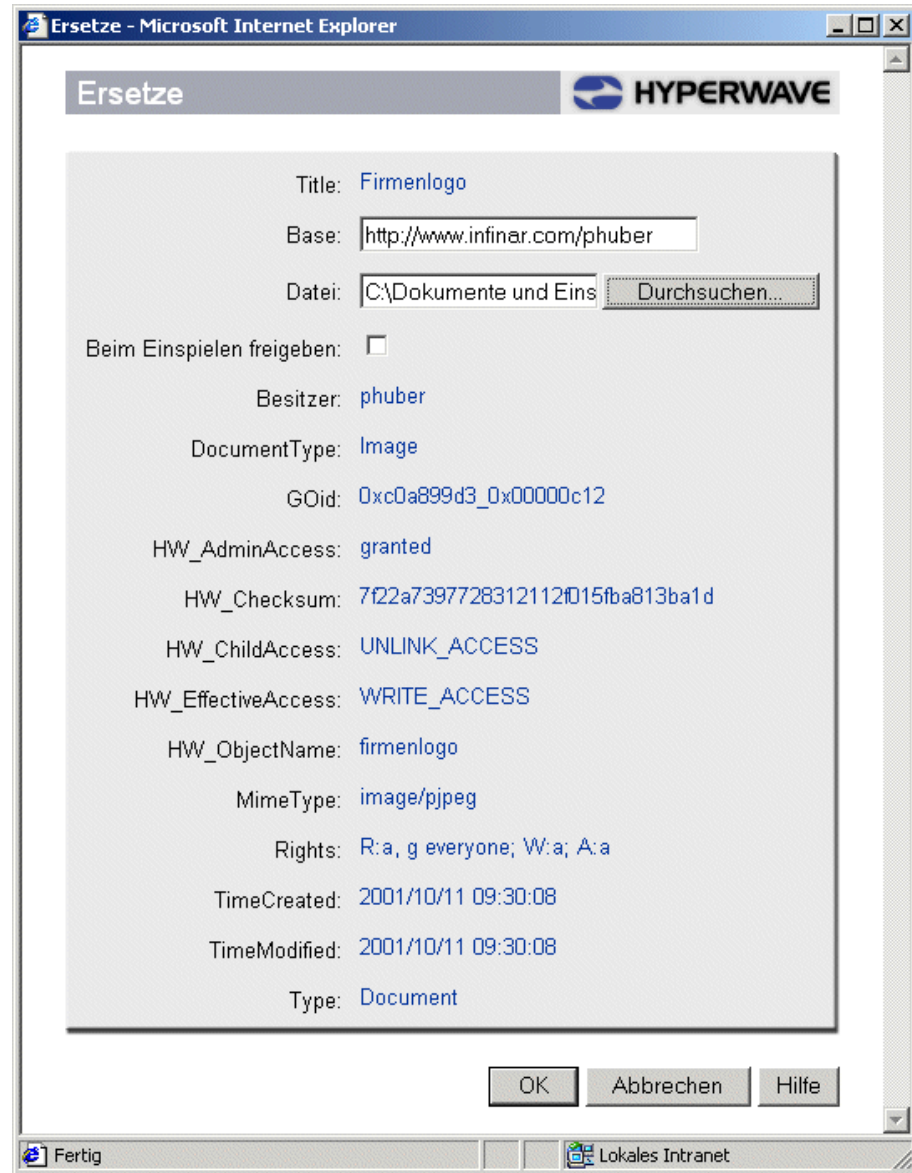 Ersetze - Microsoft Internet Explorer
Ersetze HYPERWAVE
Title: Firmenlogo
Base: http://www.infinar.com/phuber
Datei: C:\Dokumente und Eins Durchsuchen...
Beim Einspielen freigeben:
Besitzer: phuber
DocumentType: Image
GOid: 0xc0a899d3_0x00000c12
HW_AdminAccess: granted
HW_Checksum: 7f22a7397728312112f015fba813ba1d
HW_ChildAccess: UNLINK_ACCESS
HW_EffectiveAccess: WRITE_ACCESS
HW_ObjectName: firmenlogo
MimeType: image/pjpeg
Rights: R:a, g everyone; W:a; A:a
TimeCreated: 2001/10/11 09:30:08
TimeModified: 2001/10/11 09:30:08
Type: Document
OK Abbrechen Hilfe
Fertig Lokales Intranet